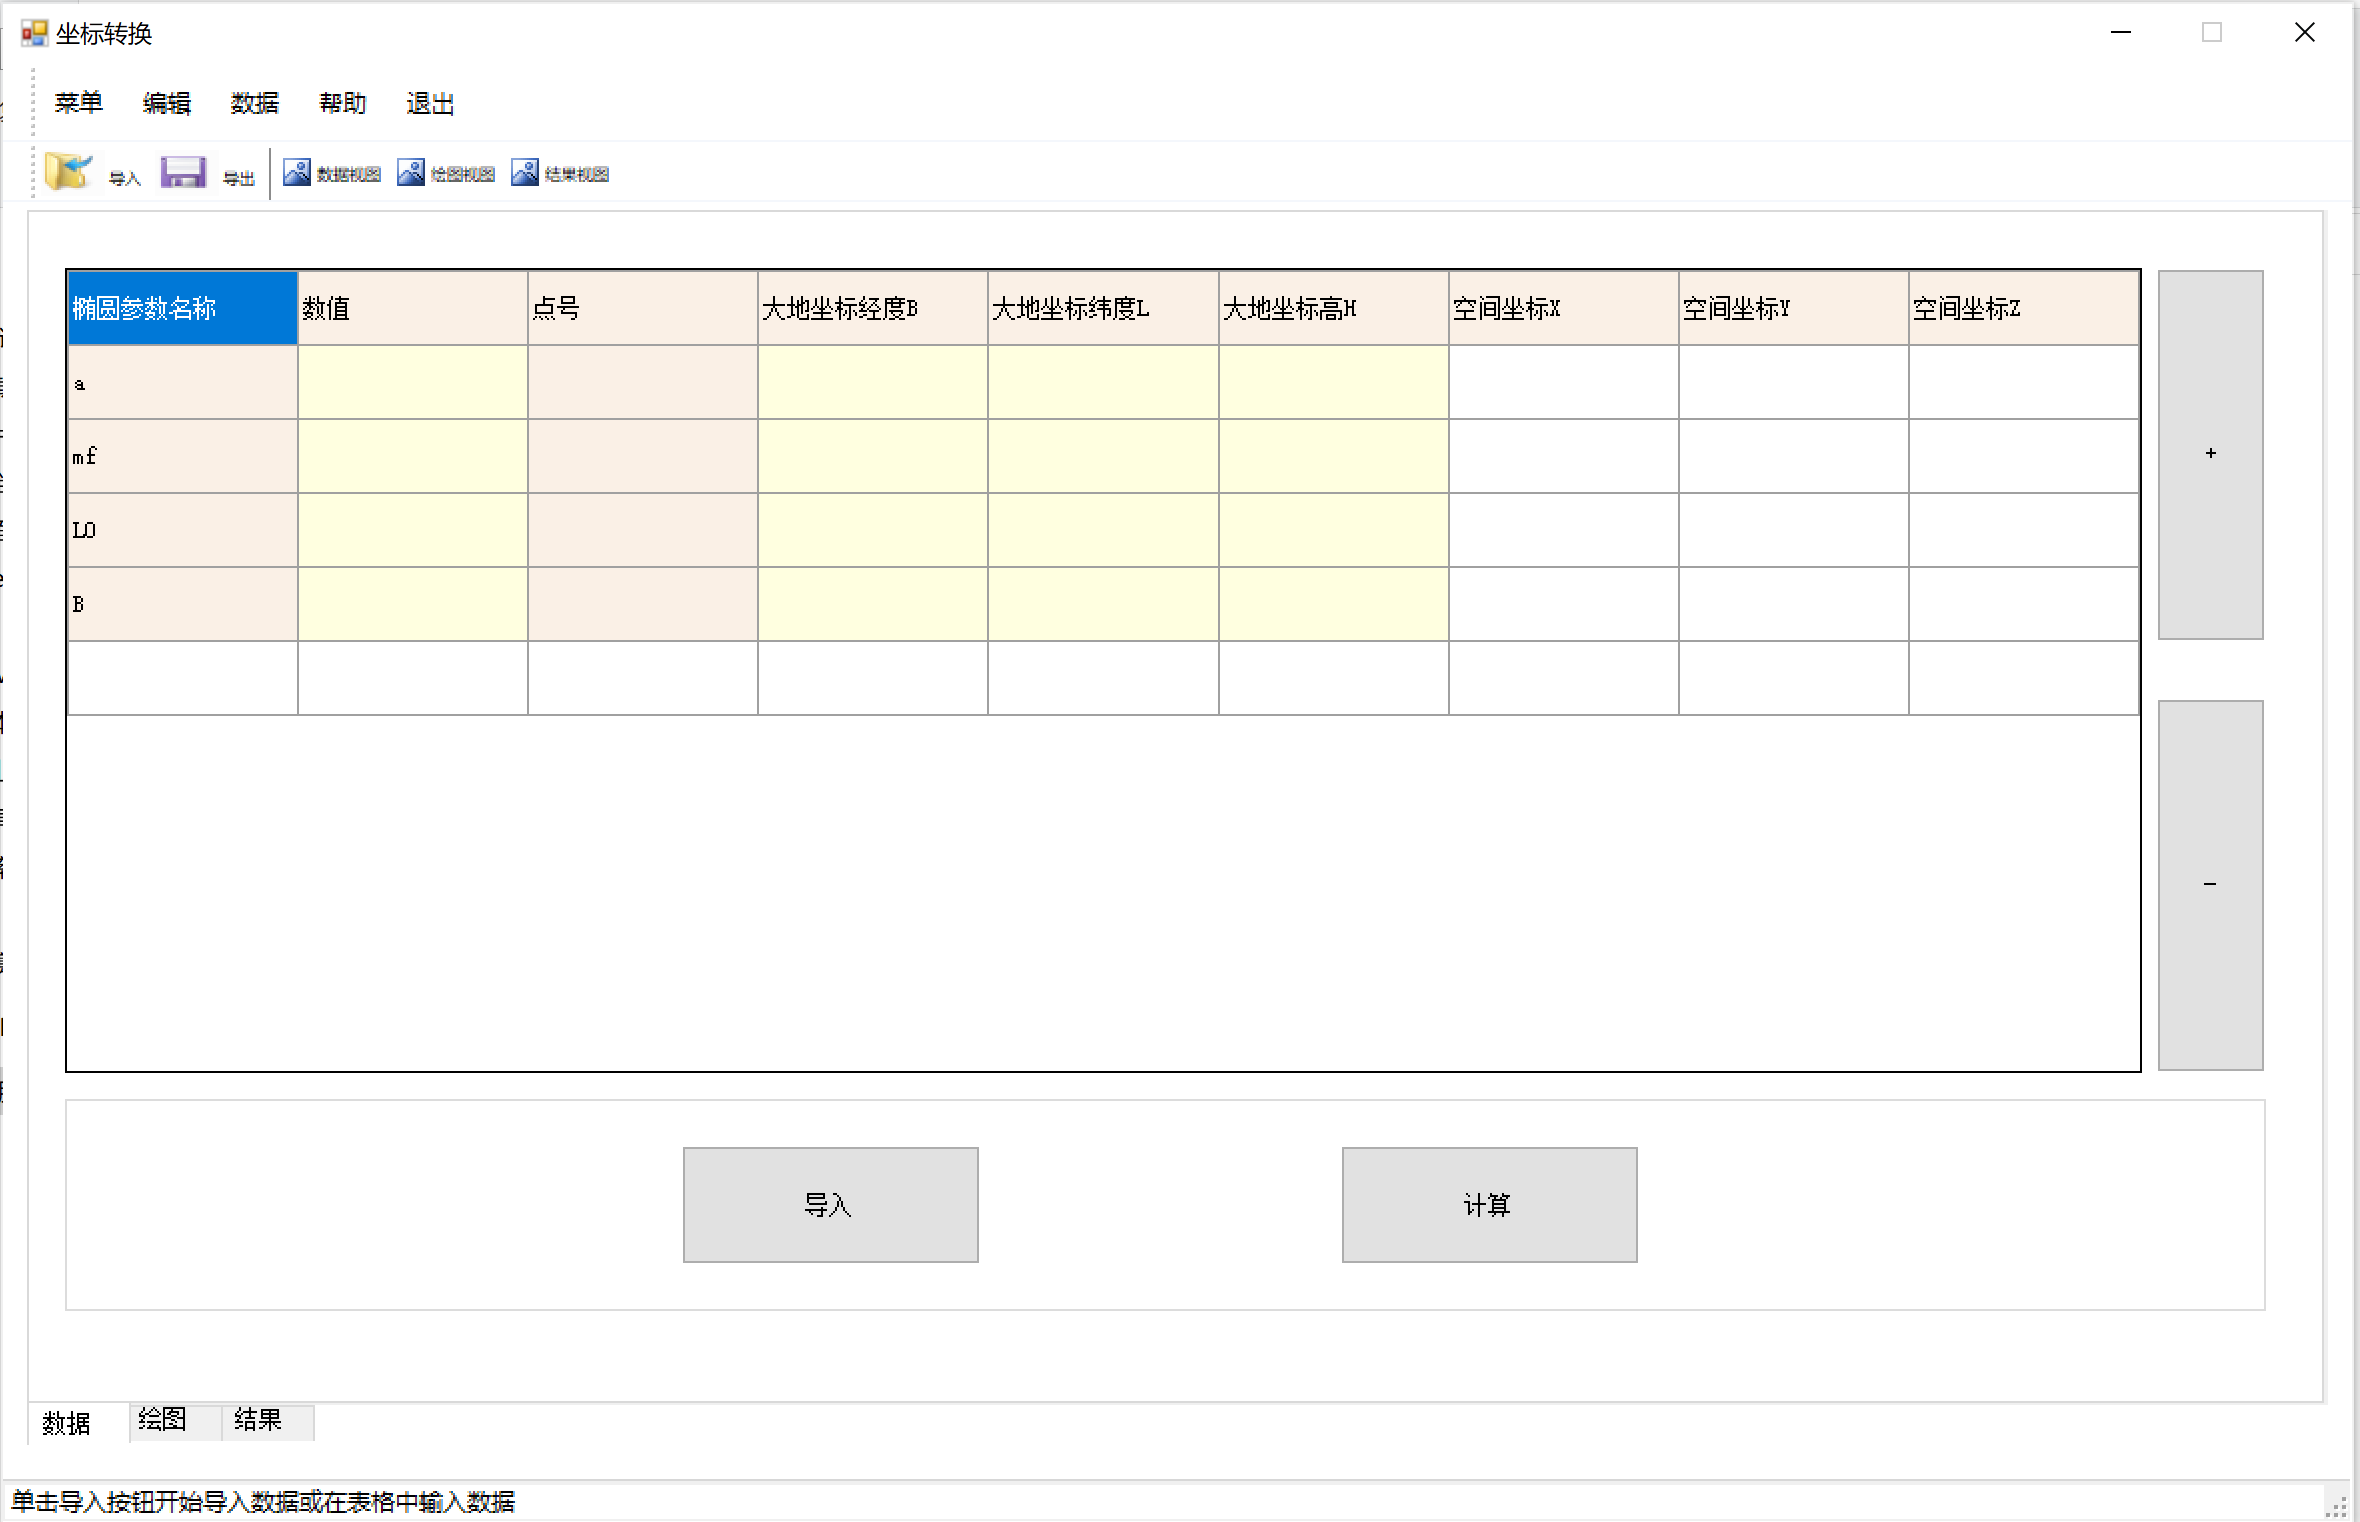 坐标转换
菜单 编辑 数据 帮助 退出
导入 导出 数据视图 绘图视图 结果视图
椭圆参数名称 数值 点号 大地坐标经度B 大地坐标纬度L 大地坐标高H 空间坐标X 空间坐标Y 空间坐标Z
a
mf
L0
B
+
-
导入 计算
数据 绘图 结果
单击导入按钮开始导入数据或在表格中输入数据